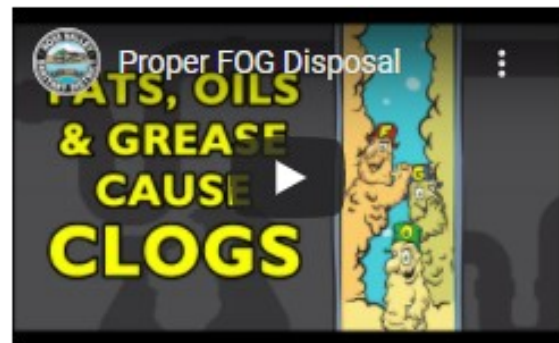 Proper FOG Disposal
FATS, OILS
& GREASE
CAUSE
CLOGS
F
G
O